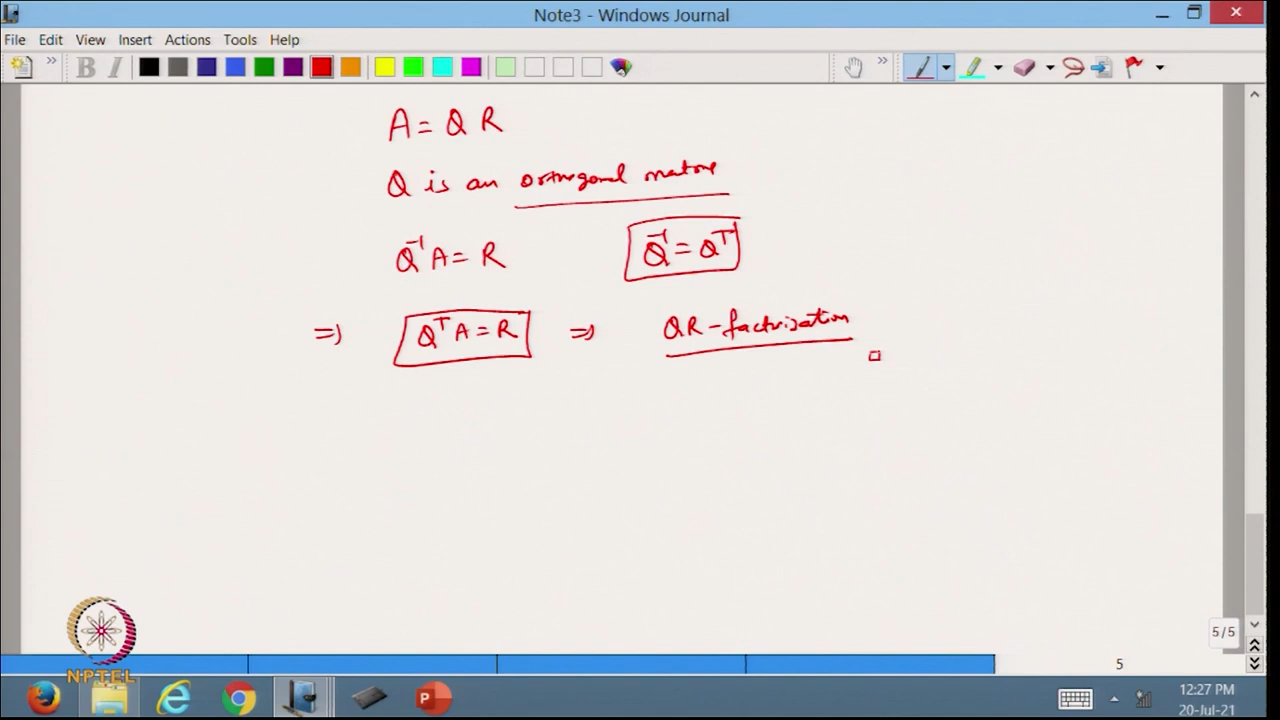 Note3 - Windows Journal
File Edit View Insert Actions Tools Help
A = Q R
Q is an orthogonal matrix
Q⁻¹A = R Q⁻¹ = Qᵀ
⇒ QᵀA = R ⇒ QR-factorization
5/5
NPTEL
5
12:27 PM
20-Jul-21